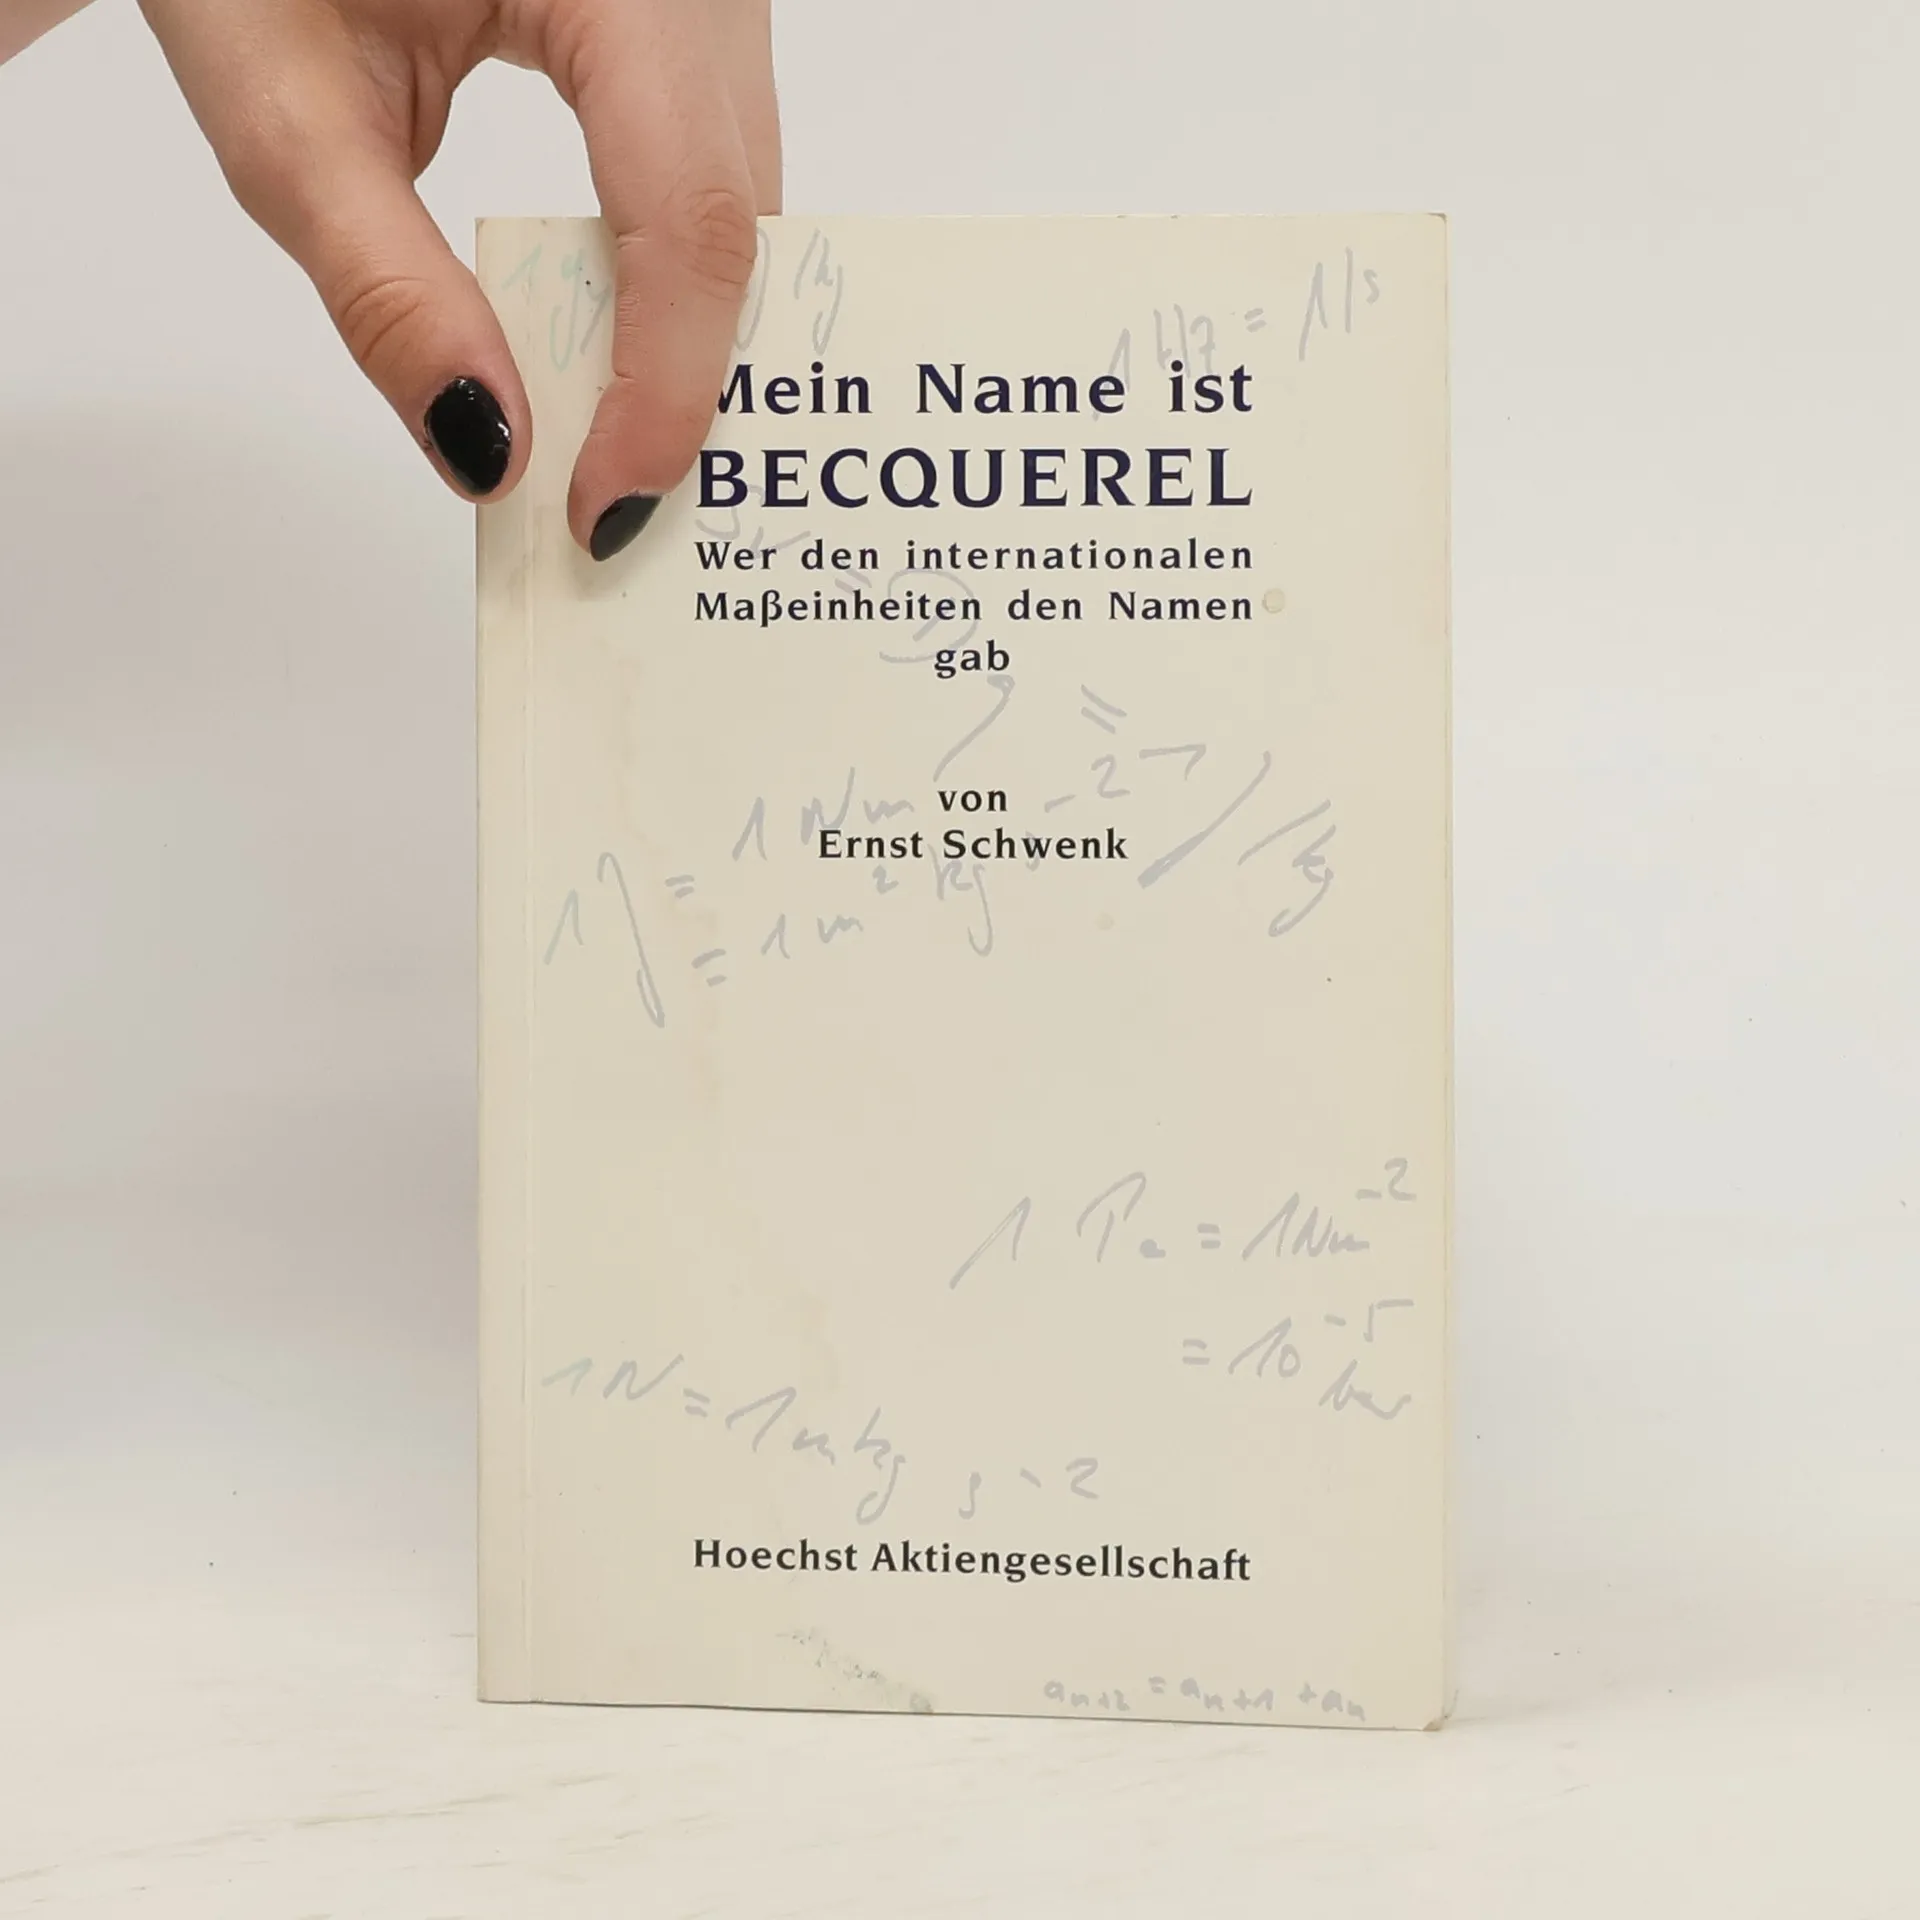 1 Hz = 1/s
Mein Name ist
BECQUEREL
Wer den internationalen
Maßeinheiten den Namen
gab
von
Ernst Schwenk
1 J = 1 Nm
= 1 m² kg s⁻²
1 Pa = 1 Nm⁻²
= 10⁻⁵ bar
1 N = 1 m kg s⁻²
Hoechst Aktiengesellschaft
aₙ₊₂ = aₙ₊₁ + aₙ